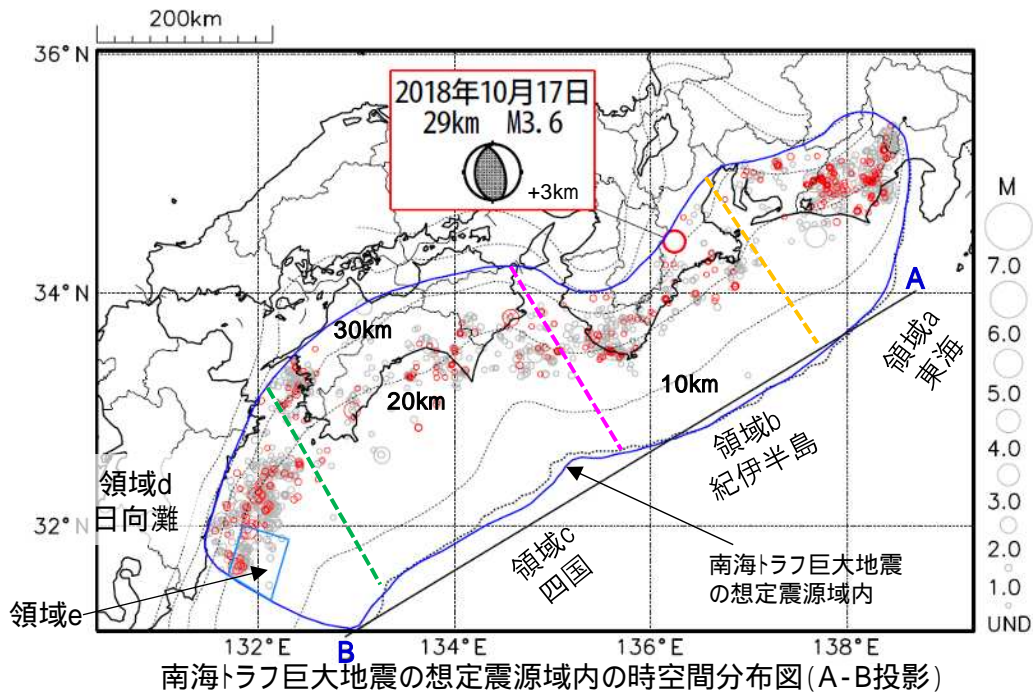 200km
36°N
2018年10月17日
29km M3.6
+3km
M
7.0
34°N
A
30km
6.0
領域a
東海
5.0
20km
10km
領域b
紀伊半島
4.0
領域d
日向灘
3.0
32°N
領域c
四国
南海トラフ巨大地震
の想定震源域内
2.0
1.0
領域e
UND
132°E
B
134°E
136°E
138°E
南海トラフ巨大地震の想定震源域内の時空間分布図(A-B投影)